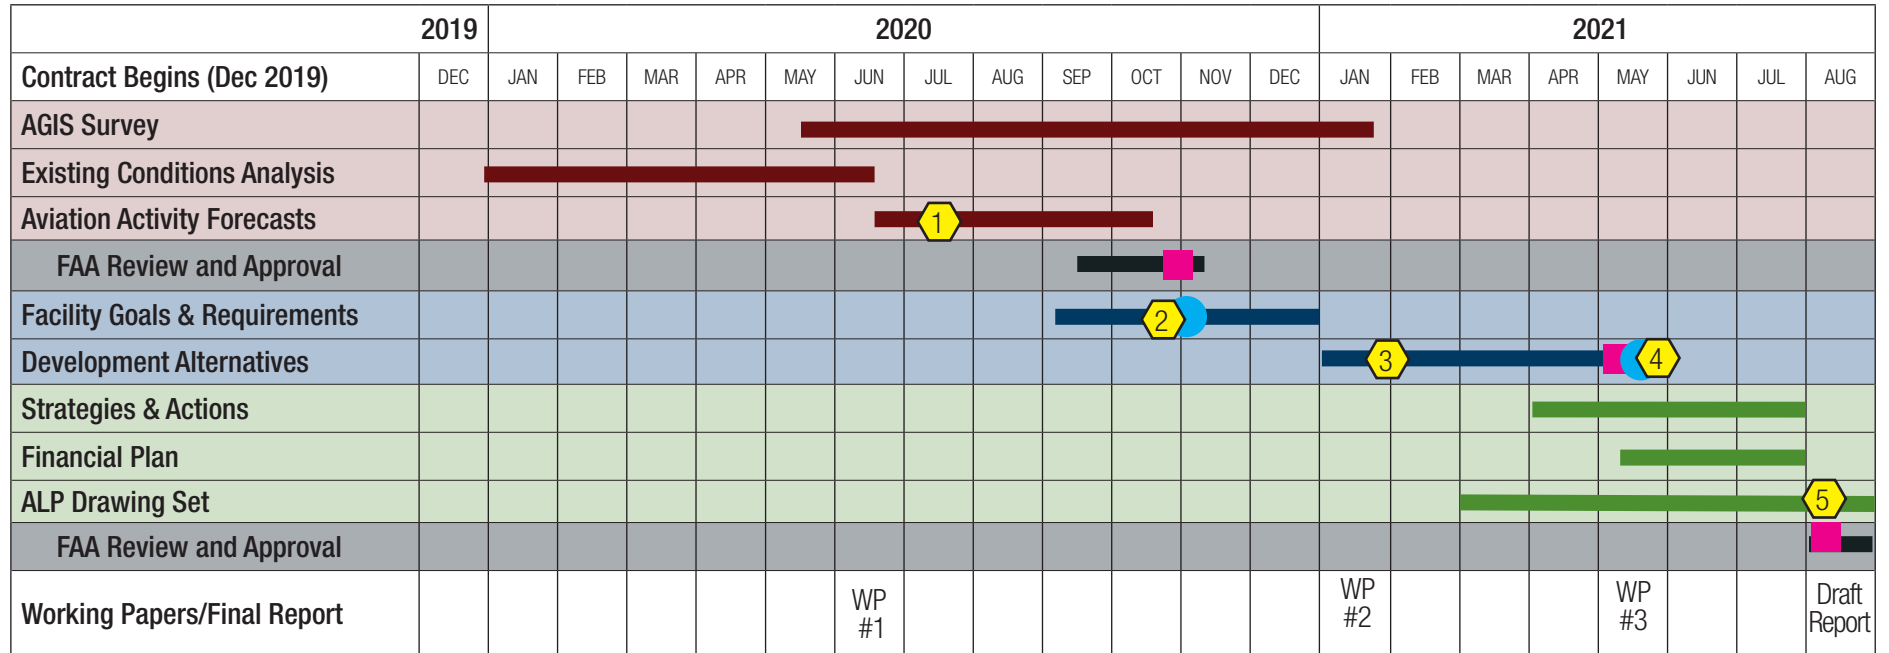 2019 2020 2021
Contract Begins (Dec 2019) DEC JAN FEB MAR APR MAY JUN JUL AUG SEP OCT NOV DEC JAN FEB MAR APR MAY JUN JUL AUG
AGIS Survey
Existing Conditions Analysis
Aviation Activity Forecasts 1
FAA Review and Approval
Facility Goals & Requirements 2
Development Alternatives 3 4
Strategies & Actions
Financial Plan
ALP Drawing Set 5
FAA Review and Approval
Working Papers/Final Report
WP
#1
WP
#2
WP
#3
Draft
Report